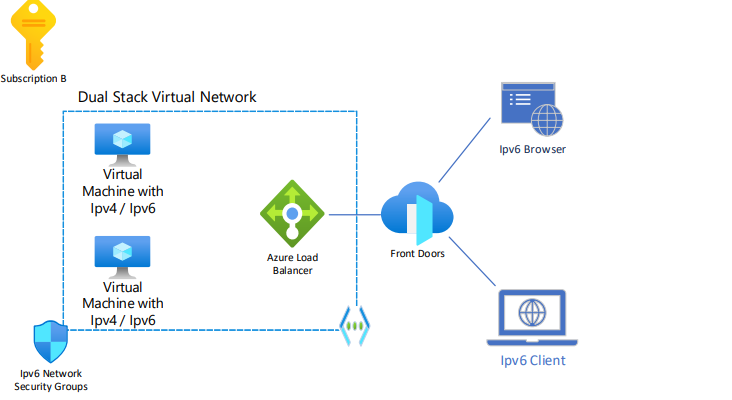 Subscription B
Dual Stack Virtual Network
Virtual
Machine with
Ipv4 / Ipv6
Virtual
Machine with
Ipv4 / Ipv6
Azure Load
Balancer
Front Doors
Ipv6 Browser
Ipv6 Client
Ipv6 Network
Security Groups